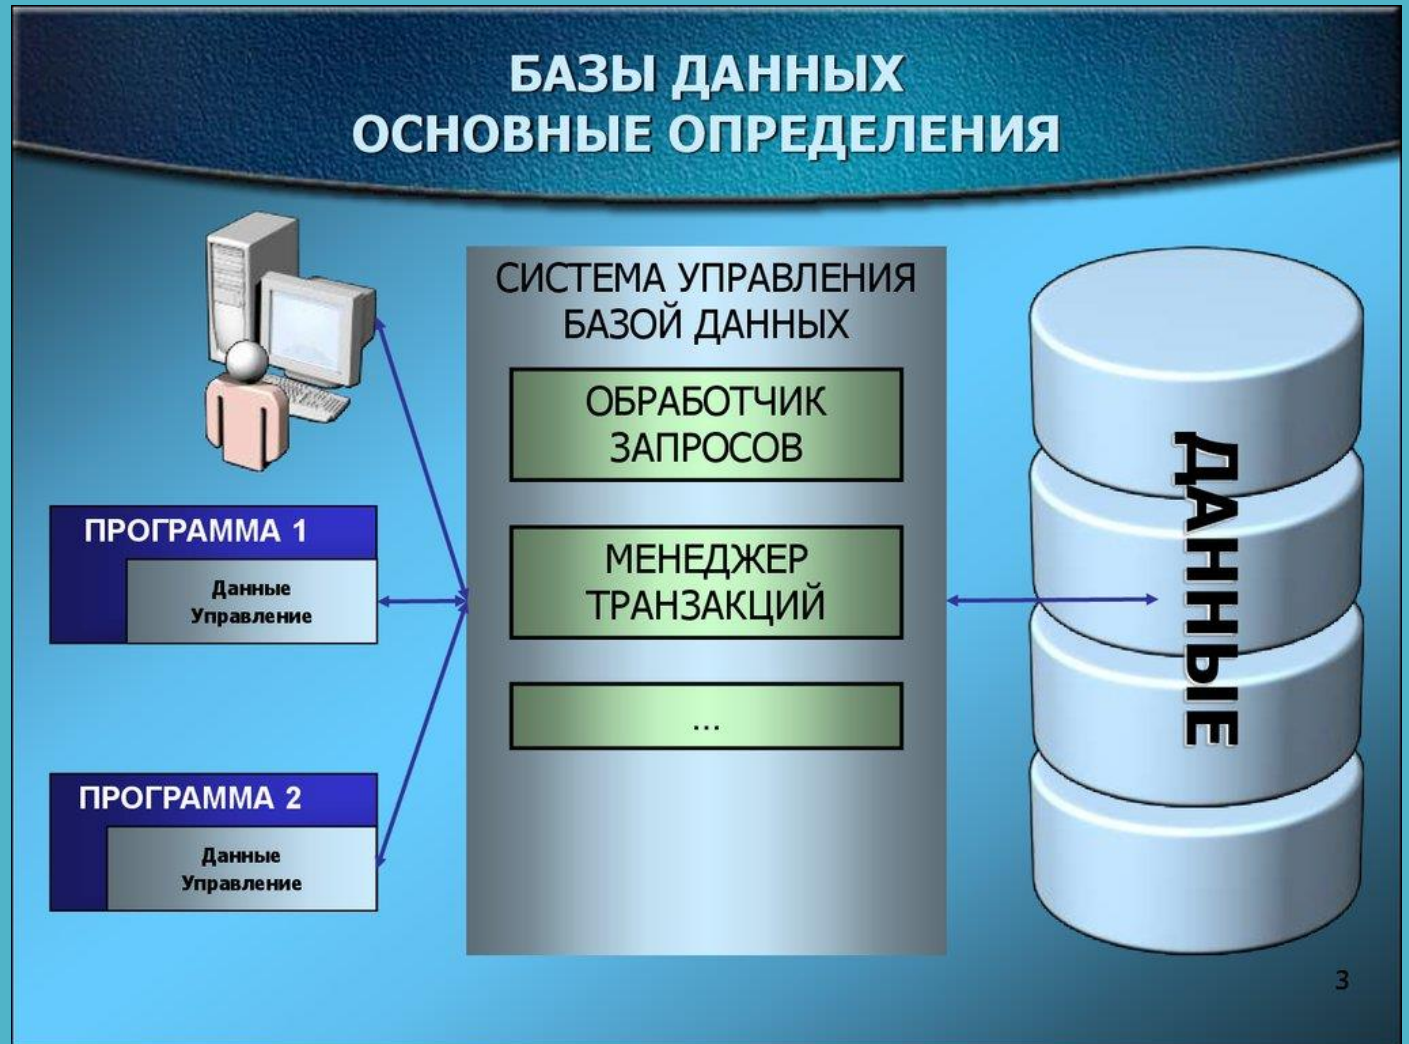 БАЗЫ ДАННЫХ
ОСНОВНЫЕ ОПРЕДЕЛЕНИЯ
СИСТЕМА УПРАВЛЕНИЯ
БАЗОЙ ДАННЫХ
ОБРАБОТЧИК
ЗАПРОСОВ
МЕНЕДЖЕР
ТРАНЗАКЦИЙ
...
ПРОГРАММА 1
Данные
Управление
ПРОГРАММА 2
Данные
Управление
ДАННЫЕ
3